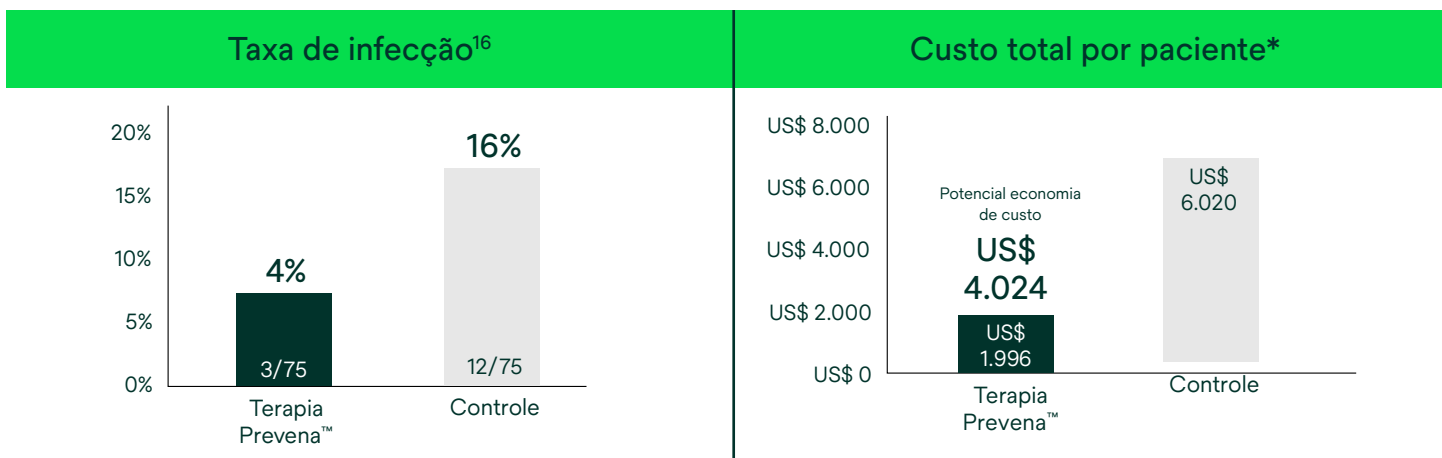 Taxa de infecção16
20%
15%
10%
5%
0%
4%
3/75
16%
12/75
Terapia
Prevena™
Controle
Custo total por paciente*
US$ 8.000
US$ 6.000
US$ 4.000
US$ 2.000
US$ 0
Potencial economia
de custo
US$
4.024
US$
1.996
US$
6.020
Terapia
Prevena™
Controle